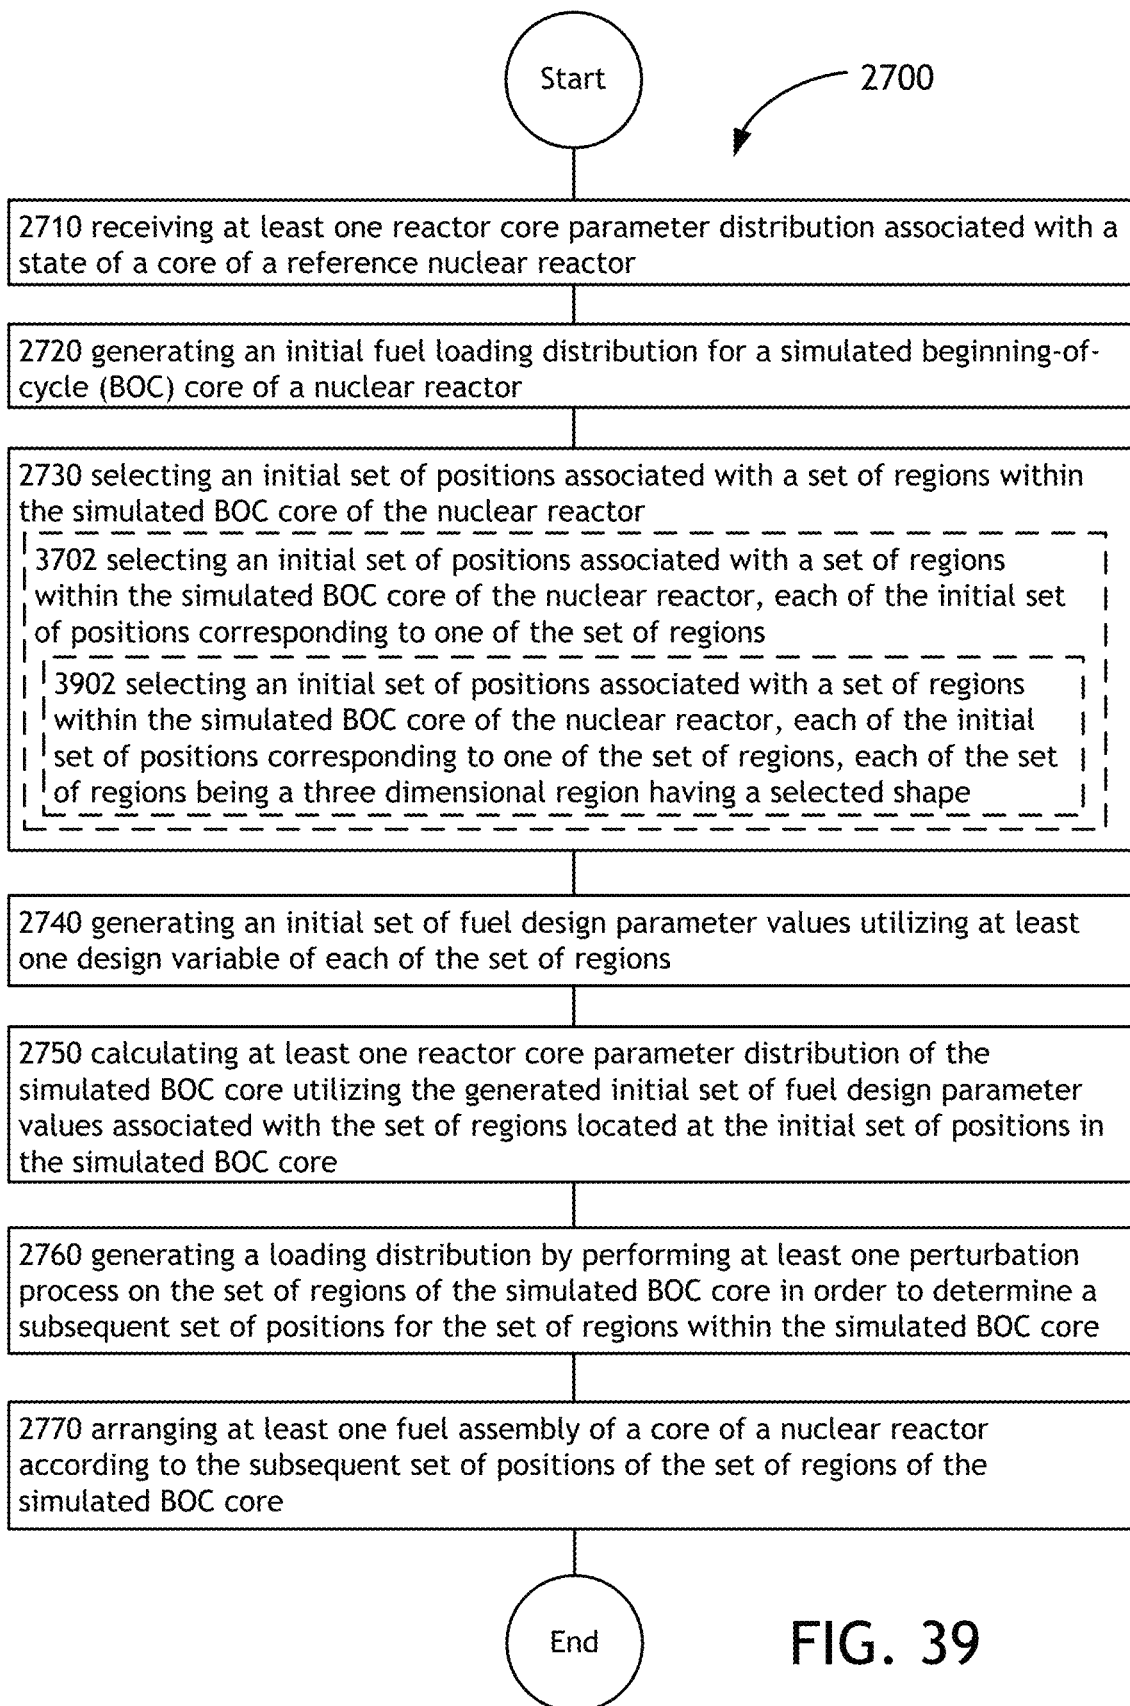 Start
2700
2710 receiving at least one reactor core parameter distribution associated with a
state of a core of a reference nuclear reactor
2720 generating an initial fuel loading distribution for a simulated beginning-of-
cycle (BOC) core of a nuclear reactor
2730 selecting an initial set of positions associated with a set of regions within
the simulated BOC core of the nuclear reactor
3702 selecting an initial set of positions associated with a set of regions
within the simulated BOC core of the nuclear reactor, each of the initial set
of positions corresponding to one of the set of regions
3902 selecting an initial set of positions associated with a set of regions
within the simulated BOC core of the nuclear reactor, each of the initial
set of positions corresponding to one of the set of regions, each of the set
of regions being a three dimensional region having a selected shape
2740 generating an initial set of fuel design parameter values utilizing at least
one design variable of each of the set of regions
2750 calculating at least one reactor core parameter distribution of the
simulated BOC core utilizing the generated initial set of fuel design parameter
values associated with the set of regions located at the initial set of positions in
the simulated BOC core
2760 generating a loading distribution by performing at least one perturbation
process on the set of regions of the simulated BOC core in order to determine a
subsequent set of positions for the set of regions within the simulated BOC core
2770 arranging at least one fuel assembly of a core of a nuclear reactor
according to the subsequent set of positions of the set of regions of the
simulated BOC core
End
FIG. 39